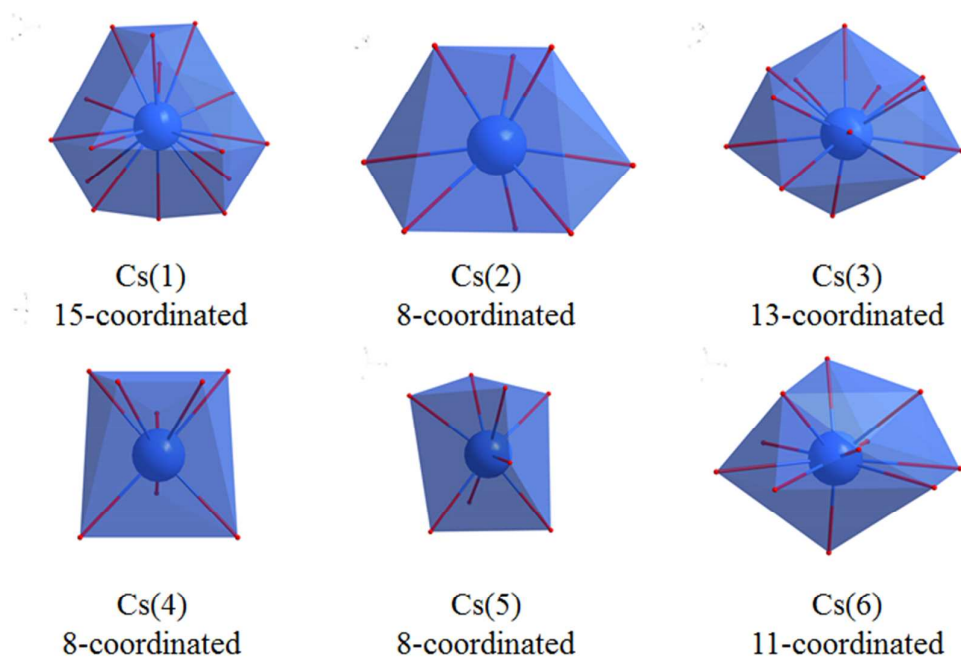 Cs(1)
15-coordinated
Cs(2)
8-coordinated
Cs(3)
13-coordinated
Cs(4)
8-coordinated
Cs(5)
8-coordinated
Cs(6)
11-coordinated